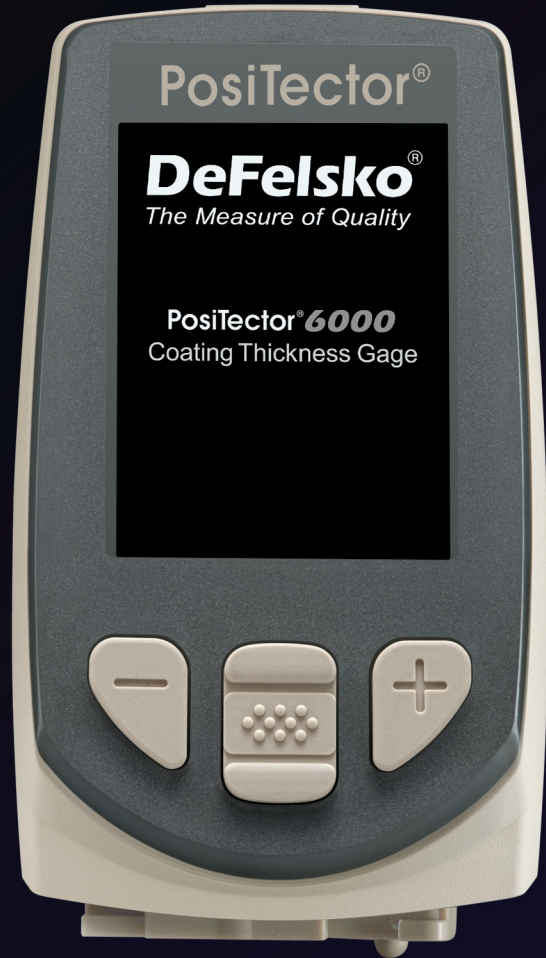 PosiTector®
DeFelsko®
The Measure of Quality
PosiTector®6000
Coating Thickness Gage